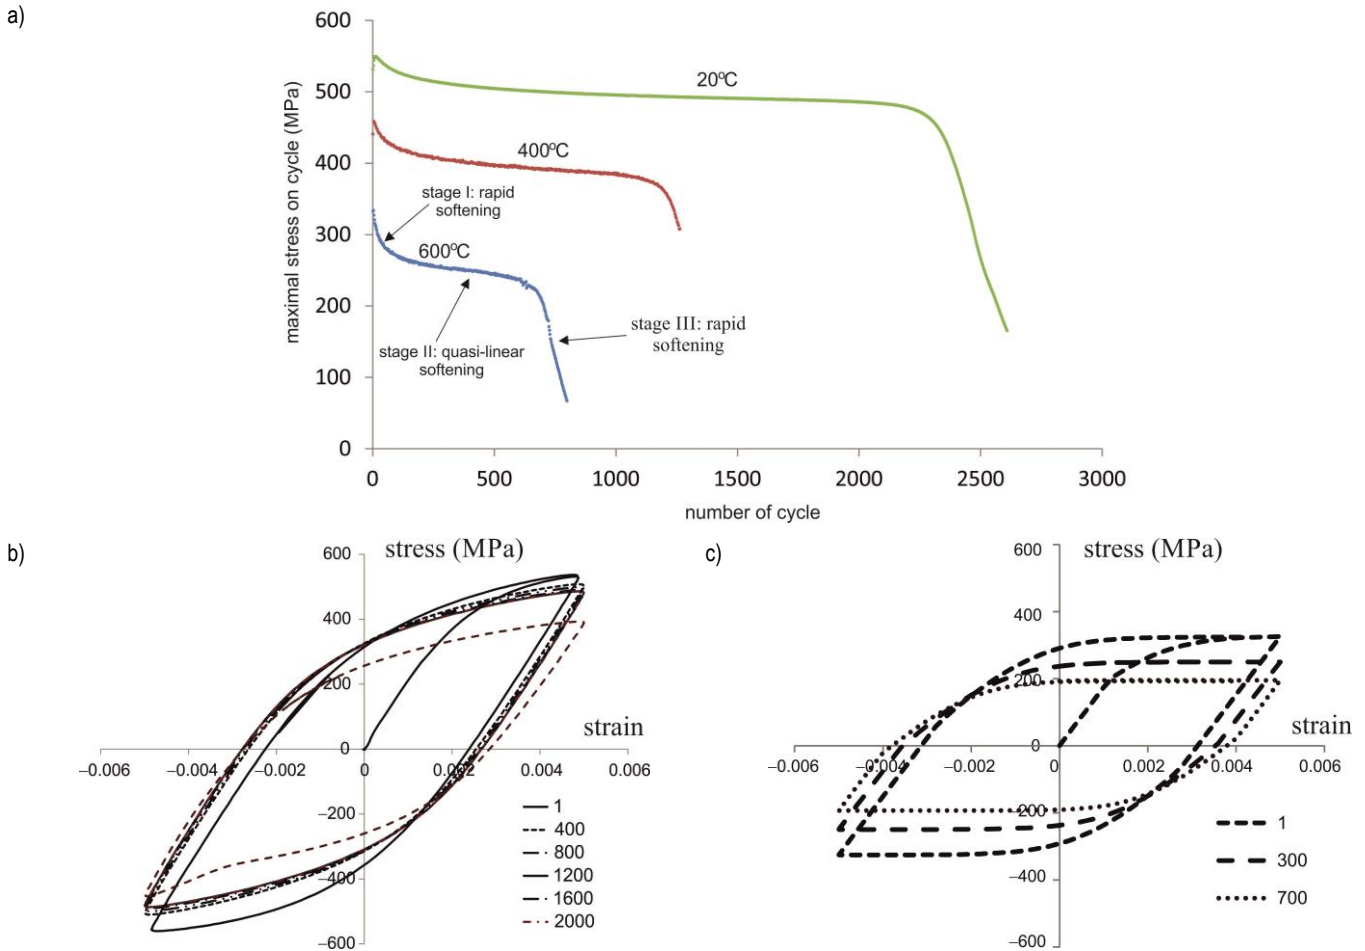 a)
600
500
400
300
200
100
0
maximal stress on cycle (MPa)
20ºC
400ºC
stage I: rapid
softening
600ºC
stage II: quasi-linear
softening
stage III: rapid
softening
0
500
1000
1500
2000
2500
3000
number of cycle
b)
stress (MPa)
600
400
200
0
−200
−400
−600
strain
−0.006
−0.004
−0.002
0
0.002
0.004
0.006
1
400
800
1200
1600
2000
c)
stress (MPa)
600
400
200
0
−200
−400
−600
strain
−0.006
−0.004
−0.002
0
0.002
0.004
0.006
1
300
700